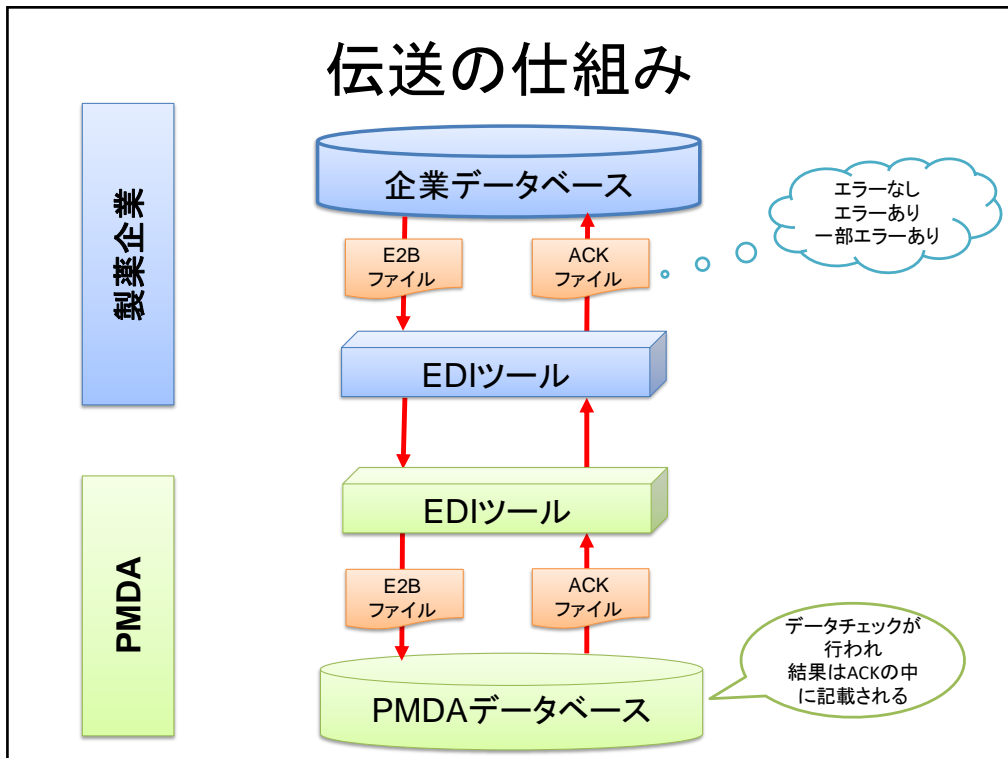 伝送の仕組み
製薬企業
企業データベース
エラーなし
エラーあり
一部エラーあり
E2B
ファイル
ACK
ファイル
EDIツール
PMDA
EDIツール
E2B
ファイル
ACK
ファイル
データチェックが
行われ
結果はACKの中
に記載される
PMDAデータベース